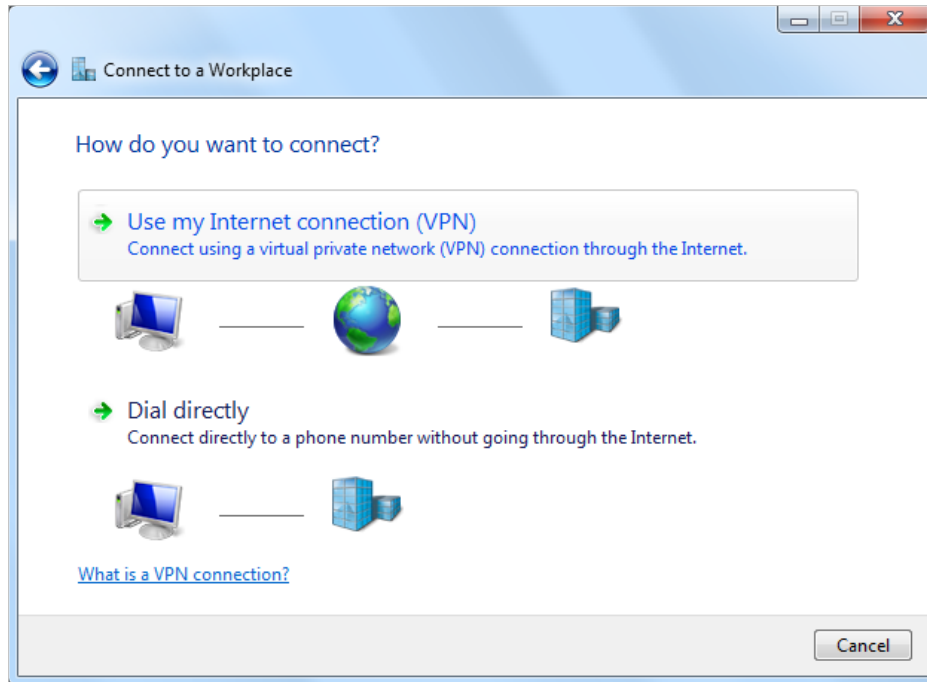 Connect to a Workplace
How do you want to connect?
Use my Internet connection (VPN)
Connect using a virtual private network (VPN) connection through the Internet.
Dial directly
Connect directly to a phone number without going through the Internet.
What is a VPN connection?
Cancel